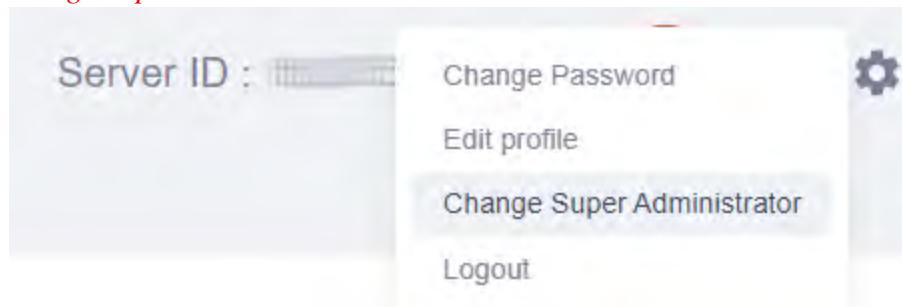 Server ID :
Change Password
Edit profile
Change Super Administrator
Logout